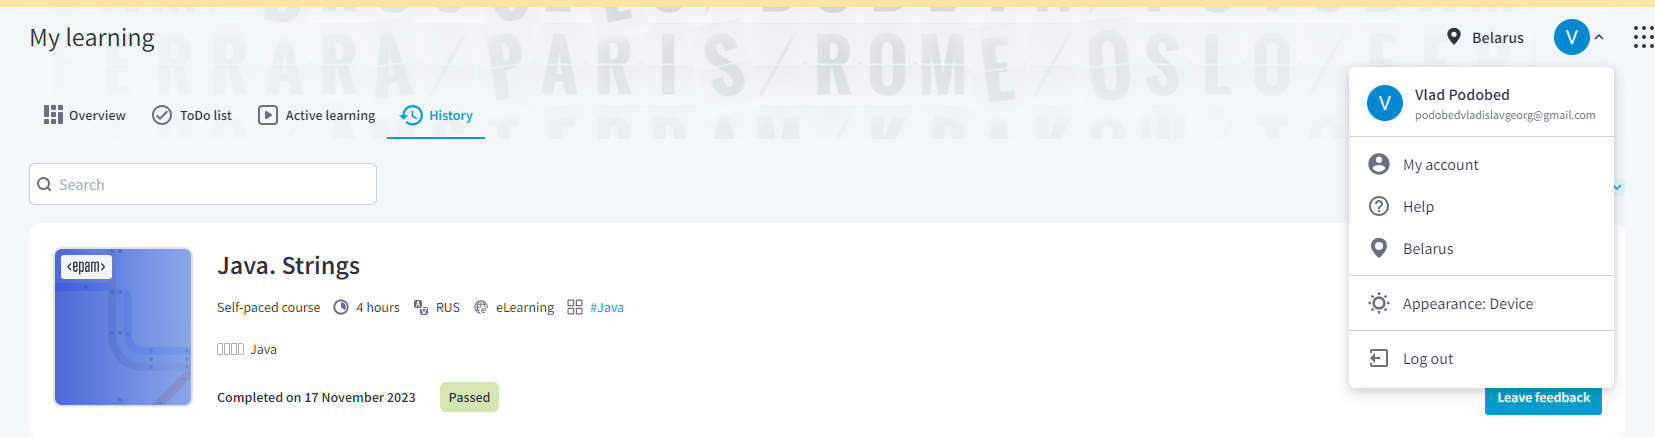 My learning
Belarus
V
FERRARA / PARIS / ROME / OSLO /
Vlad Podobed
podobedvladislavgeorg@gmail.com
Overview
ToDo list
Active learning
History
My account
Search
Help
Belarus
<epam>
Java. Strings
Self-paced course
4 hours
RUS
eLearning
#Java
Appearance: Device
Java
Log out
Completed on 17 November 2023
Passed
Leave feedback